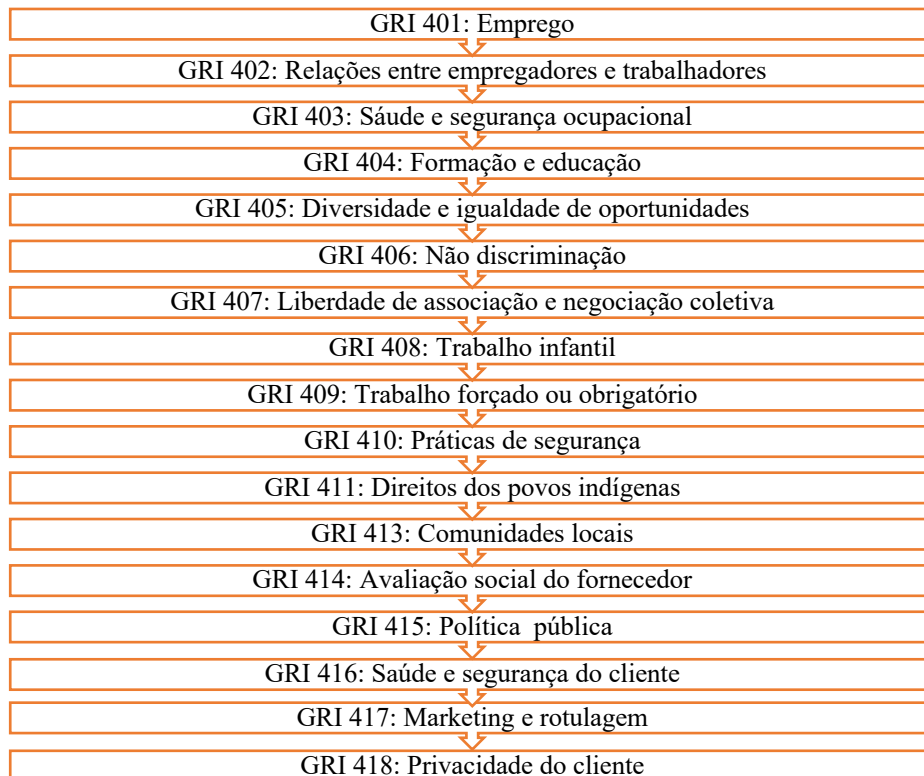 GRI 401: Emprego
GRI 402: Relações entre empregadores e trabalhadores
GRI 403: Sáude e segurança ocupacional
GRI 404: Formação e educação
GRI 405: Diversidade e igualdade de oportunidades
GRI 406: Não discriminação
GRI 407: Liberdade de associação e negociação coletiva
GRI 408: Trabalho infantil
GRI 409: Trabalho forçado ou obrigatório
GRI 410: Práticas de segurança
GRI 411: Direitos dos povos indígenas
GRI 413: Comunidades locais
GRI 414: Avaliação social do fornecedor
GRI 415: Política  pública
GRI 416: Saúde e segurança do cliente
GRI 417: Marketing e rotulagem
GRI 418: Privacidade do cliente